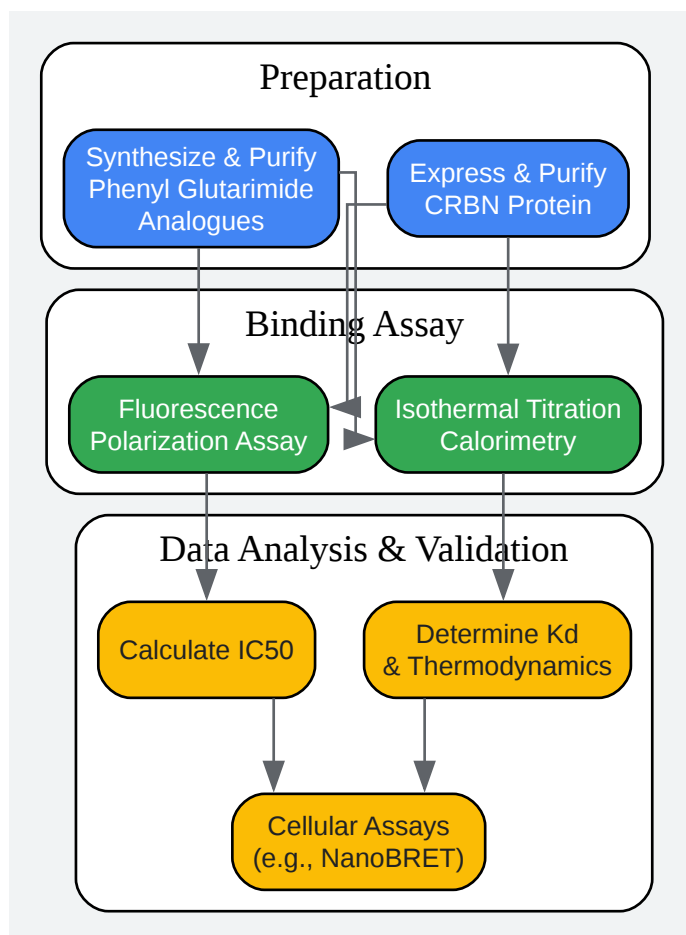 Preparation
Synthesize & Purify
Phenyl Glutarimide
Analogues
Express & Purify
CRBN Protein
Binding Assay
Fluorescence
Polarization Assay
Isothermal Titration
Calorimetry
Data Analysis & Validation
Calculate IC50
Determine Kd
& Thermodynamics
Cellular Assays
(e.g., NanoBRET)